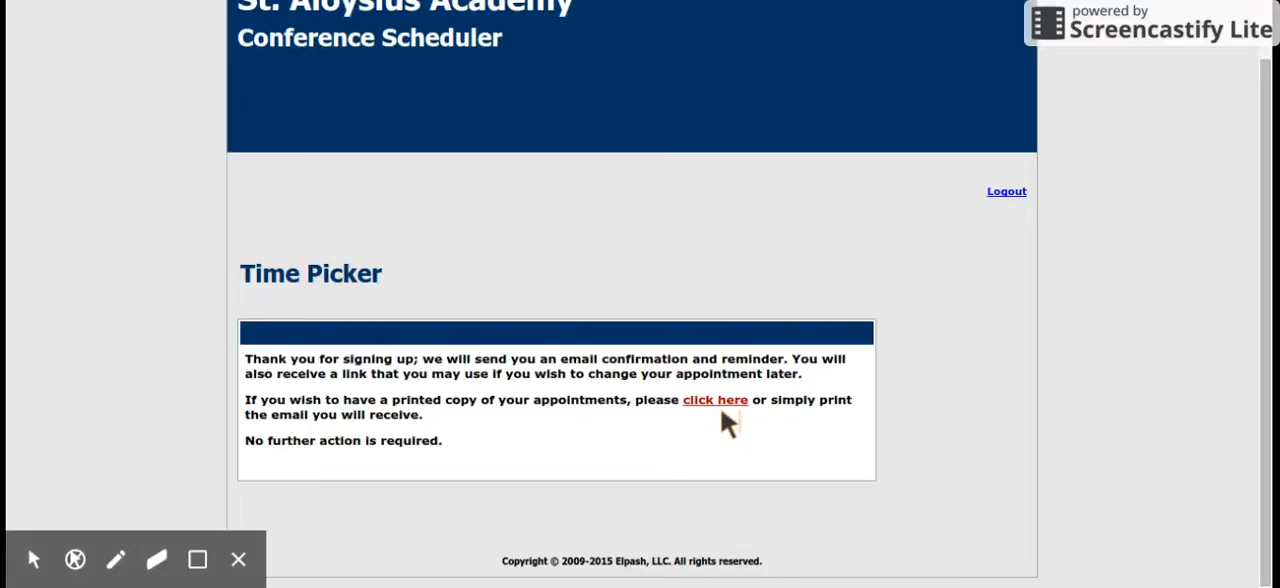 powered by
Screencastify Lite
St. Aloysius Academy
Conference Scheduler
Logout
Time Picker
Thank you for signing up; we will send you an email confirmation and reminder. You will
also receive a link that you may use if you wish to change your appointment later.
If you wish to have a printed copy of your appointments, please click here or simply print
the email you will receive.
No further action is required.
Copyright © 2009-2015 Elpash, LLC. All rights reserved.